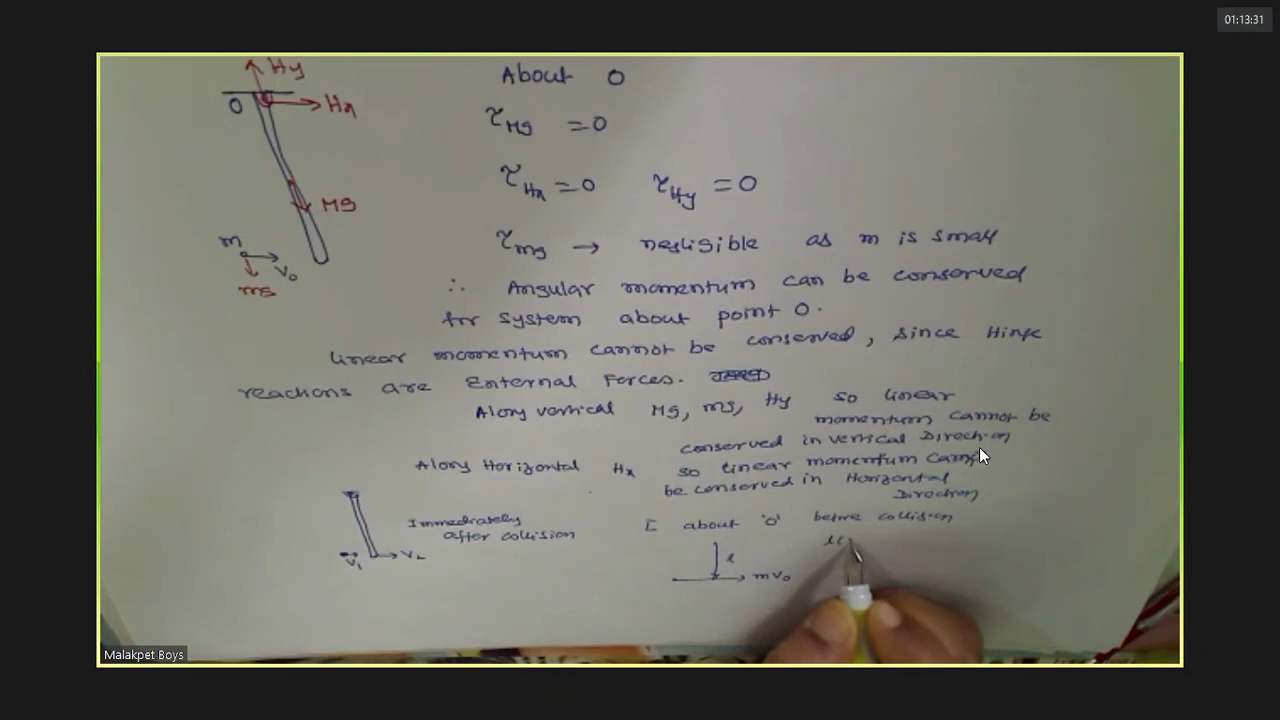 01:13:31
Hy
O
Hx
Mg
m
V₀
mg
About O
τMg = 0
τHx = 0 τHy = 0
τmg → negligible as m is small
∴ Angular momentum can be conserved
for system about point O.
linear momentum cannot be conserved, since Hinge
reactions are External Forces.
Along vertical Mg, mg, Hy so linear
momentum cannot be
conserved in vertical Direction
Along Horizontal Hx so linear momentum
be conserved in Horizontal
Direction
Immediately
after collision
V₁
V₂
L about 'O' before collision
l
mv₀
l(
Malakpet Boys